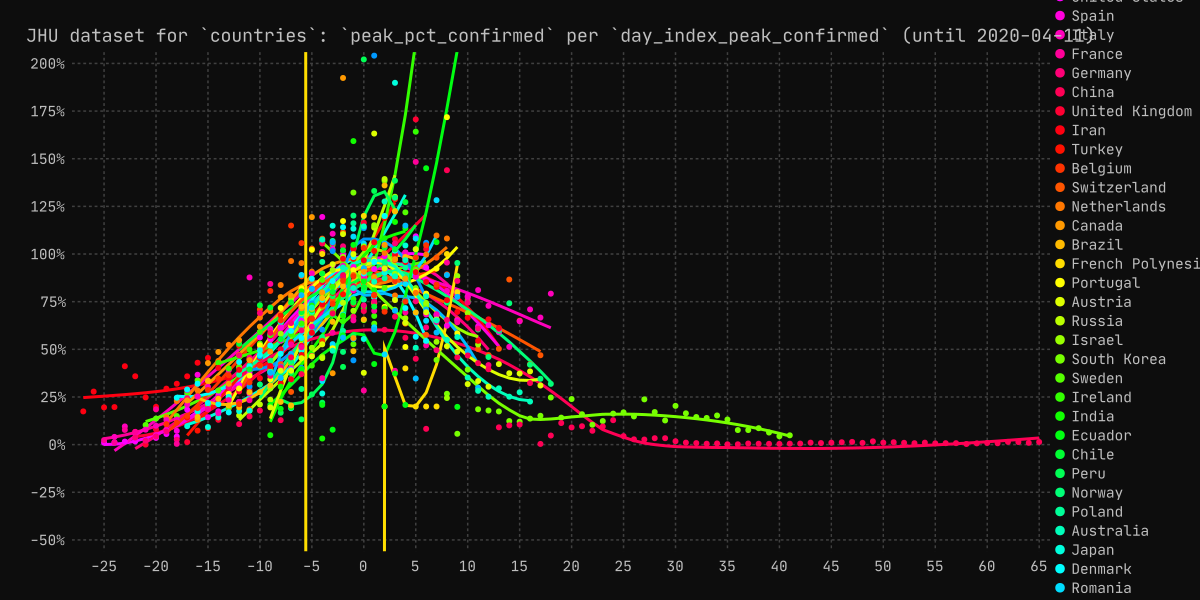 United States
Spain
JHU dataset for `countries`: `peak_pct_confirmed` per `day_index_peak_confirmed` (until 2020-04-11)
Italy
France
Germany
China
United Kingdom
Iran
Turkey
Belgium
Switzerland
Netherlands
Canada
Brazil
French Polynesi
Portugal
Austria
Russia
Israel
South Korea
Sweden
Ireland
India
Ecuador
Chile
Peru
Norway
Poland
Australia
Japan
Denmark
Romania
200%
175%
150%
125%
100%
75%
50%
25%
0%
-25%
-50%
-25 -20 -15 -10 -5 0 5 10 15 20 25 30 35 40 45 50 55 60 65